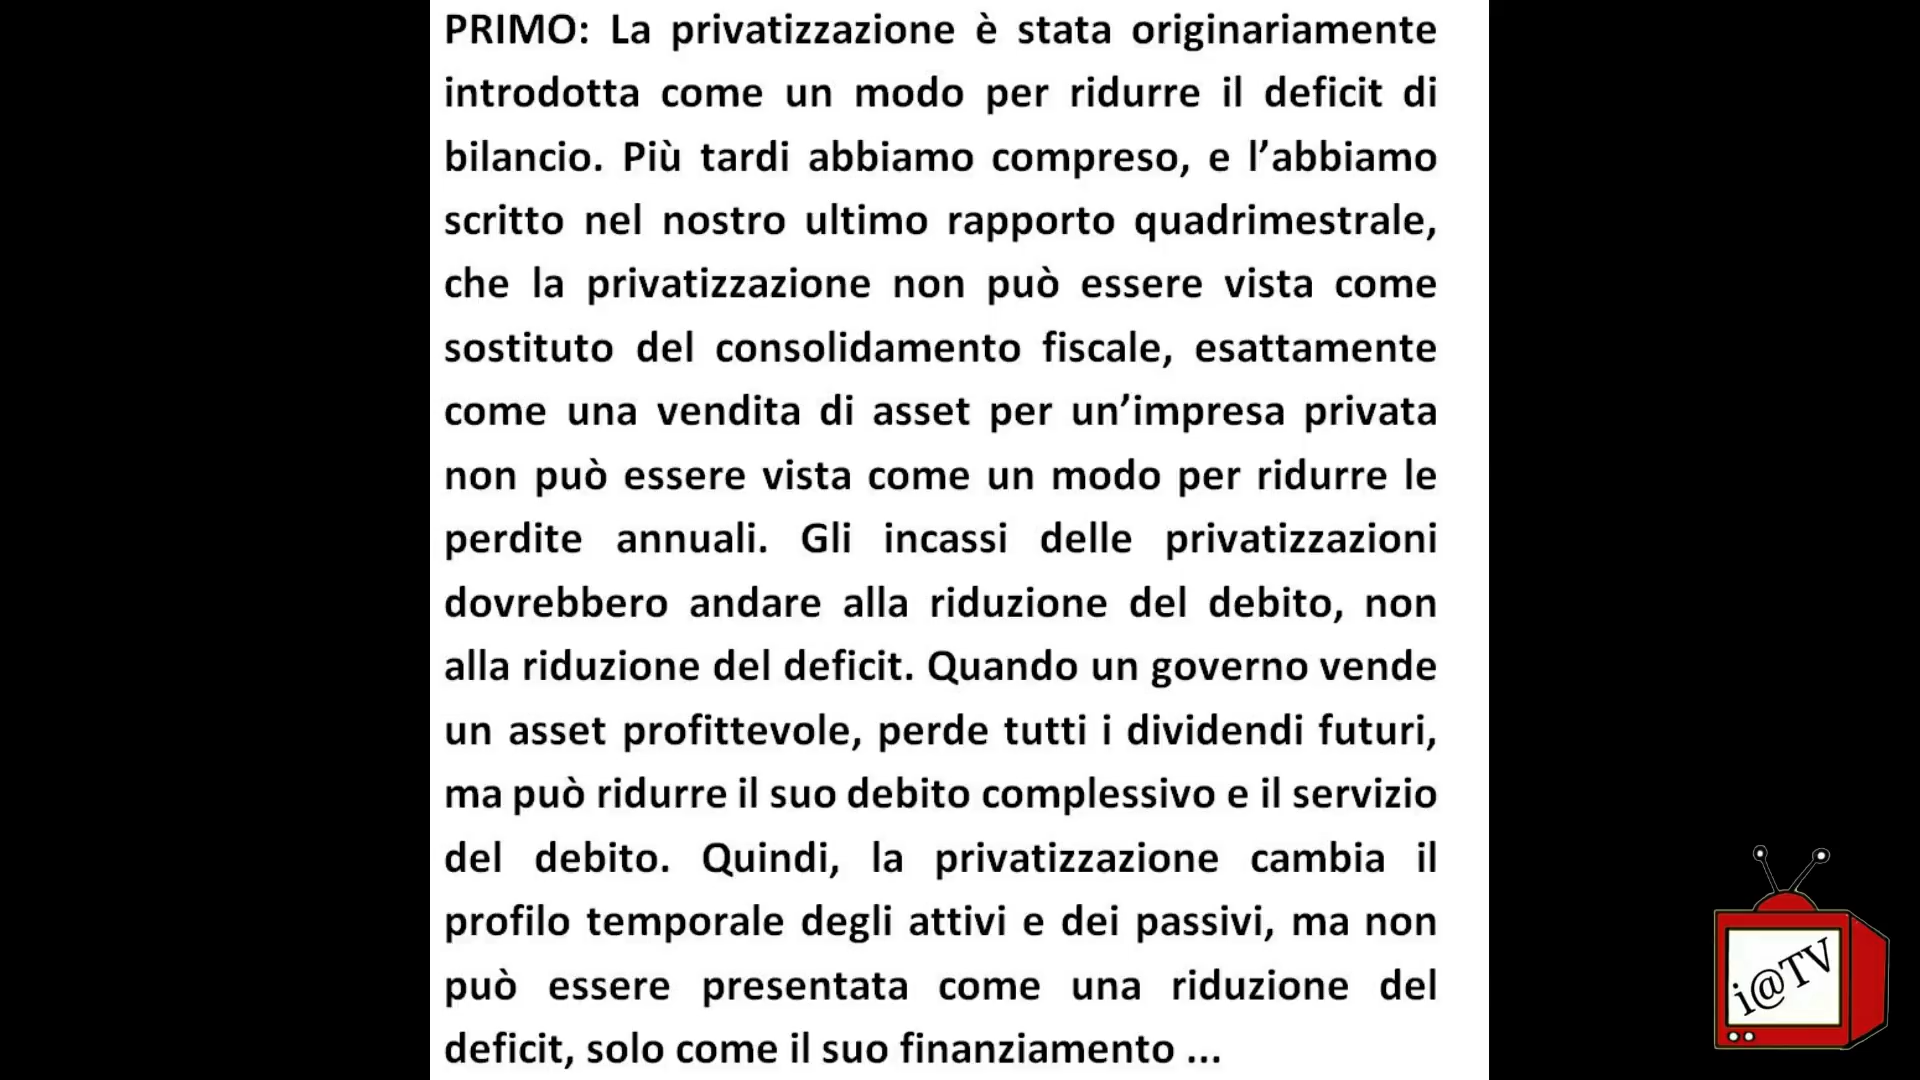 PRIMO: La privatizzazione è stata originariamente
introdotta come un modo per ridurre il deficit di
bilancio. Più tardi abbiamo compreso, e l’abbiamo
scritto nel nostro ultimo rapporto quadrimestrale,
che la privatizzazione non può essere vista come
sostituto del consolidamento fiscale, esattamente
come una vendita di asset per un’impresa privata
non può essere vista come un modo per ridurre le
perdite annuali. Gli incassi delle privatizzazioni
dovrebbero andare alla riduzione del debito, non
alla riduzione del deficit. Quando un governo vende
un asset profittevole, perde tutti i dividendi futuri,
ma può ridurre il suo debito complessivo e il servizio
del debito. Quindi, la privatizzazione cambia il
profilo temporale degli attivi e dei passivi, ma non
può essere presentata come una riduzione del
deficit, solo come il suo finanziamento ...
i@TV